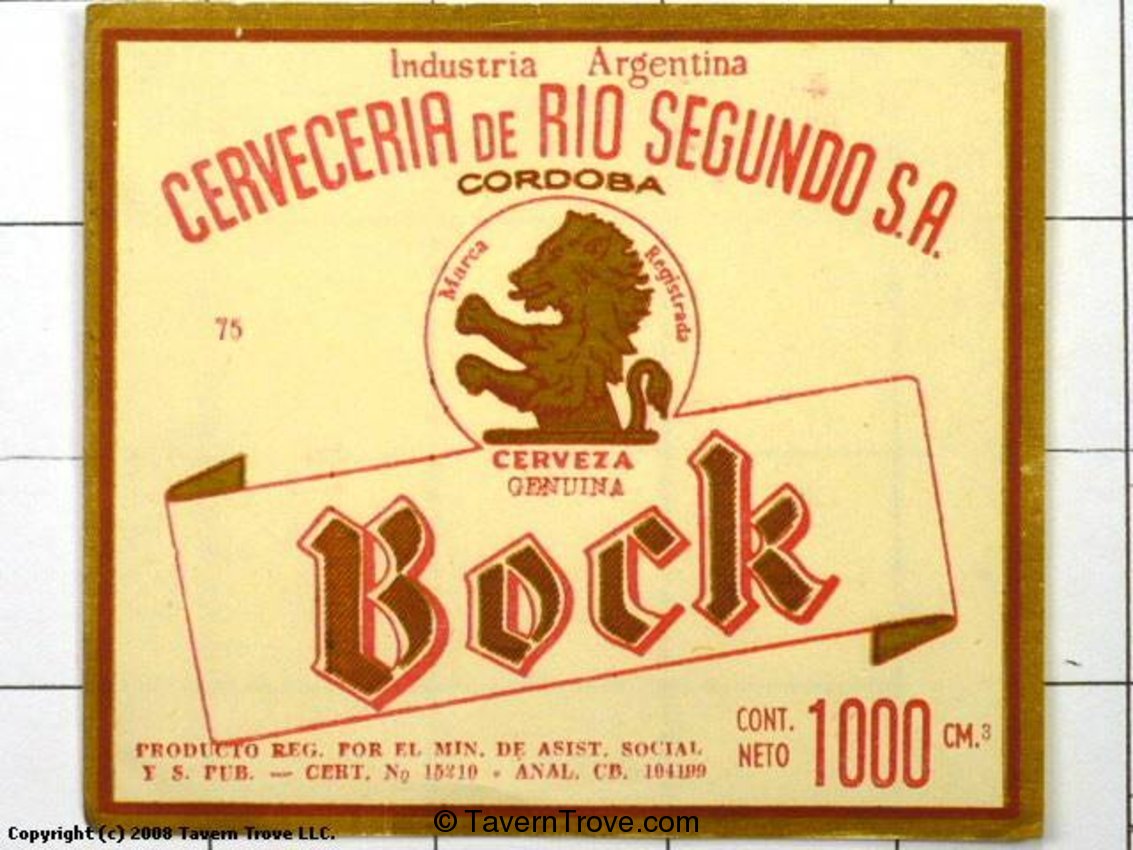 Industria Argentina
CERVECERIA DE RIO SEGUNDO S.A.
CORDOBA
Marca Registrada
75
CERVEZA
GENUINA
Bock
CONT. NETO 1000 CM.³
PRODUCTO REG. POR EL MIN. DE ASIST. SOCIAL
Y S. PUB. — CERT. Nº 15210 - ANAL. CB. 104199
Copyright (c) 2008 Tavern Trove LLC.
© TavernTrove.com